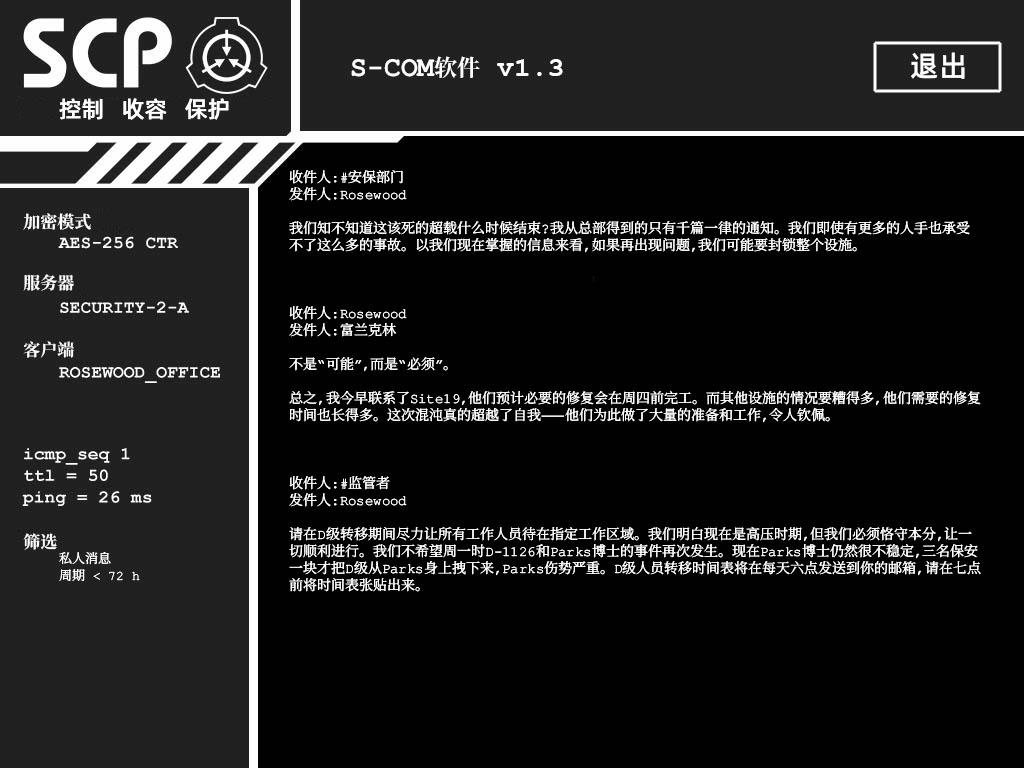 SCP
控制 收容 保护
S-COM软件 v1.3
退出
加密模式
AES-256 CTR
服务器
SECURITY-2-A
客户端
ROSEWOOD_OFFICE
icmp_seq 1
ttl = 50
ping = 26 ms
筛选
私人消息
周期 < 72 h
收件人:#安保部门
发件人:Rosewood
我们知不知道这该死的超载什么时候结束?我从总部得到的只有千篇一律的通知。我们即使有更多的人手也承受
不了这么多的事故。以我们现在掌握的信息来看,如果再出现问题,我们可能要封锁整个设施。
收件人:Rosewood
发件人:富兰克林
不是“可能”,而是“必须”。
总之,我今早联系了Site19,他们预计必要的修复会在周四前完工。而其他设施的情况要糟得多,他们需要的修复
时间也长得多。这次混沌真的超越了自我——他们为此做了大量的准备和工作,令人钦佩。
收件人:#监管者
发件人:Rosewood
请在D级转移期间尽力让所有工作人员待在指定工作区域。我们明白现在是高压时期,但我们必须恪守本分,让一
切顺利进行。我们不希望周一时D-1126和Parks博士的事件再次发生。现在Parks博士仍然很不稳定,三名保安
一块才把D级从Parks身上拽下来,Parks伤势严重。D级人员转移时间表将在每天六点发送到你的邮箱,请在七点
前将时间表张贴出来。